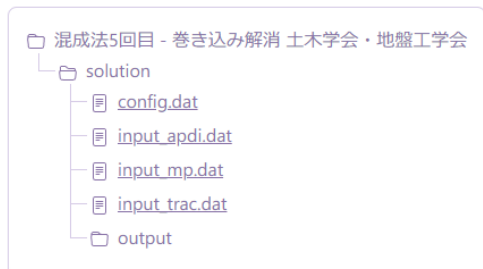 混成法5回目 - 巻き込み解消 土木学会・地盤工学会
solution
config.dat
input_apdi.dat
input_mp.dat
input_trac.dat
output